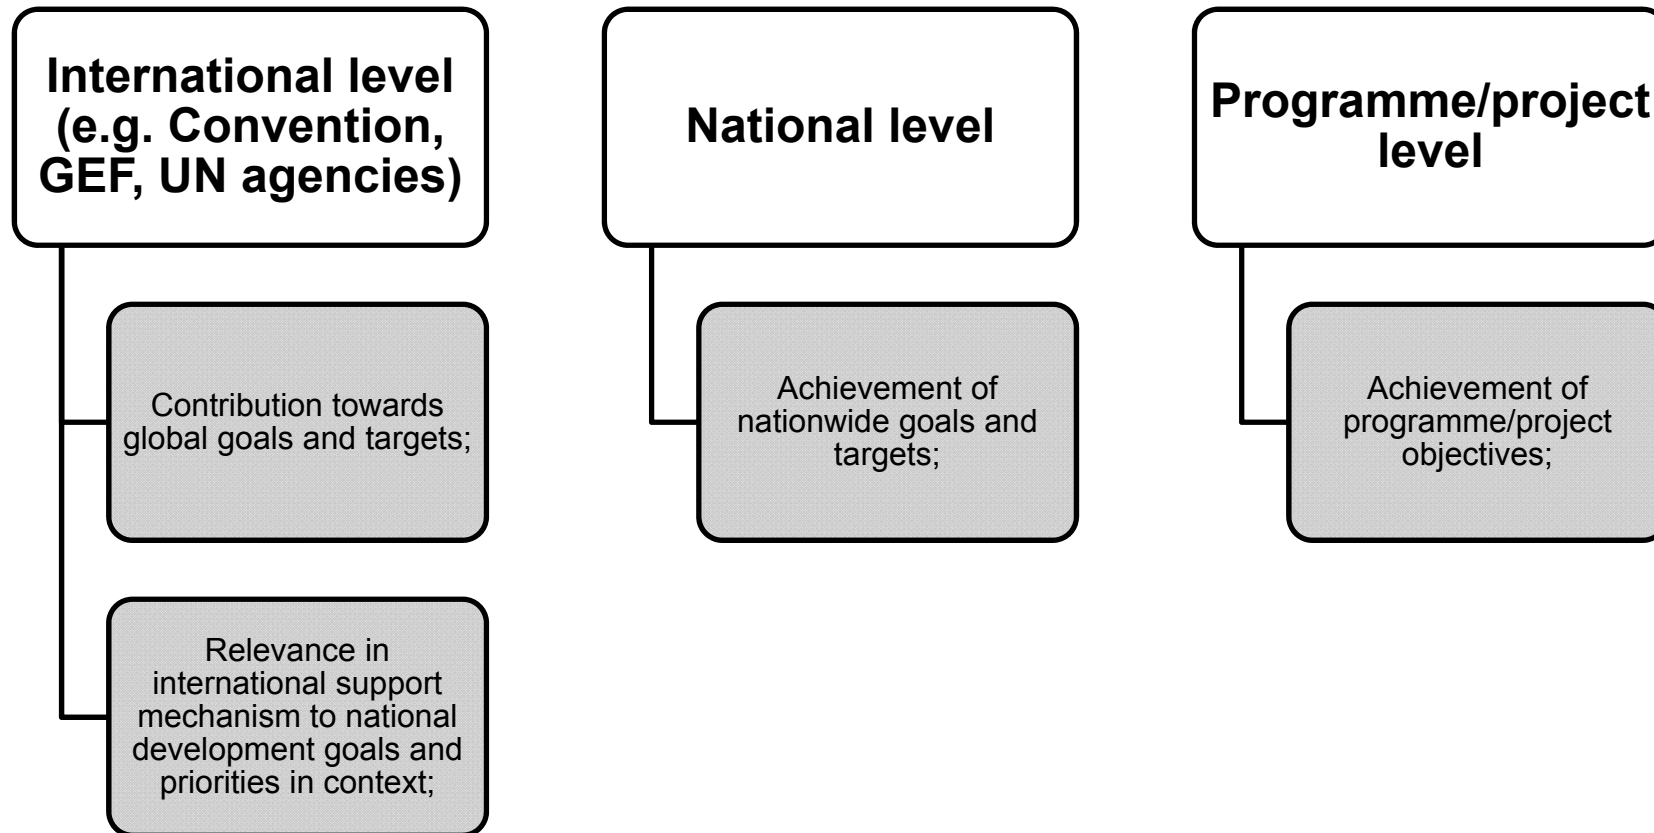 International level
(e.g. Convention,
GEF, UN agencies)
Contribution towards
global goals and targets;
Relevance in
international support
mechanism to national
development goals and
priorities in context;
National level
Achievement of
nationwide goals and
targets;
Programme/project
level
Achievement of
programme/project
objectives;